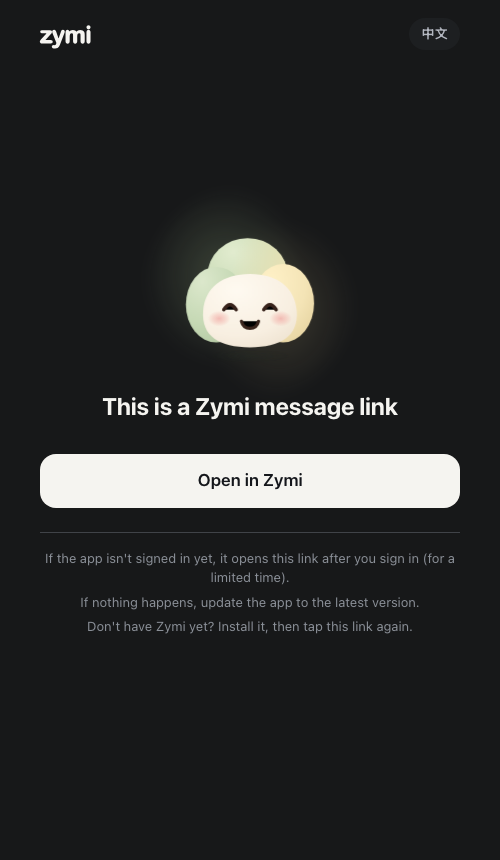 zymi
中文
This is a Zymi message link
Open in Zymi
If the app isn't signed in yet, it opens this link after you sign in (for a
limited time).
If nothing happens, update the app to the latest version.
Don't have Zymi yet? Install it, then tap this link again.